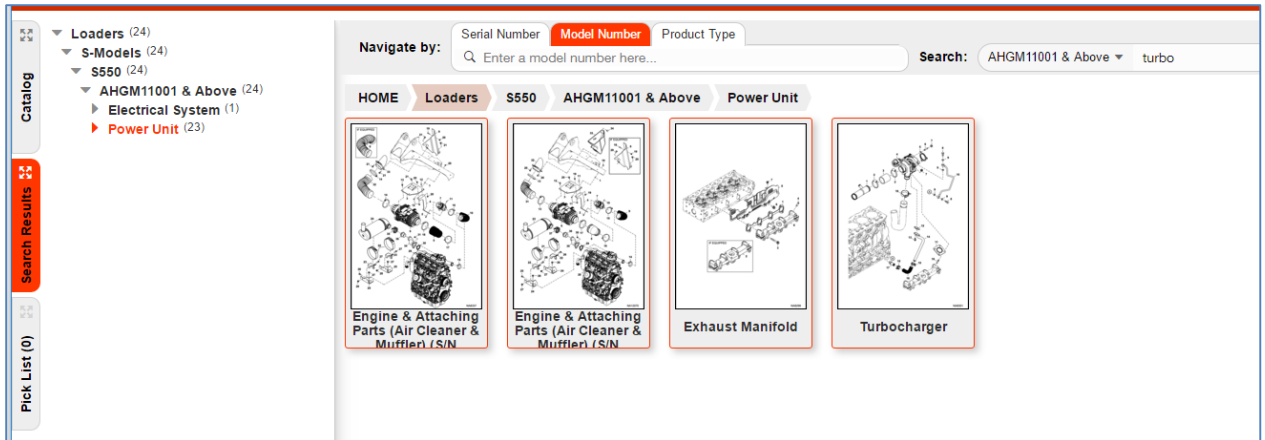 Catalog
Search Results
Pick List (0)
Loaders (24)
S-Models (24)
S550 (24)
AHGM11001 & Above (24)
Electrical System (1)
Power Unit (23)
Navigate by:
Serial Number
Model Number
Product Type
Enter a model number here...
Search:
AHGM11001 & Above
turbo
HOME
Loaders
S550
AHGM11001 & Above
Power Unit
Engine & Attaching
Parts (Air Cleaner &
Muffler) (S/N
Engine & Attaching
Parts (Air Cleaner &
Muffler) (S/N
Exhaust Manifold
Turbocharger